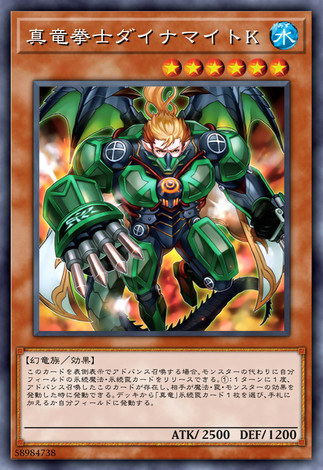 真竜拳士ダイナマイトK
水
【幻竜族／効果】
このカードを表側表示でアドバンス召喚する場合、モンスターの代わりに自分
フィールドの永続魔法・永続罠カードをリリースできる。①：１ターンに１度、
アドバンス召喚したこのカードが存在し、相手が魔法・罠・モンスターの効果を
発動した時に発動できる。デッキから「真竜」永続罠カード１枚を選び、手札に
加えるか自分フィールドに発動する。
ATK/ 2500 DEF/1200
58984738